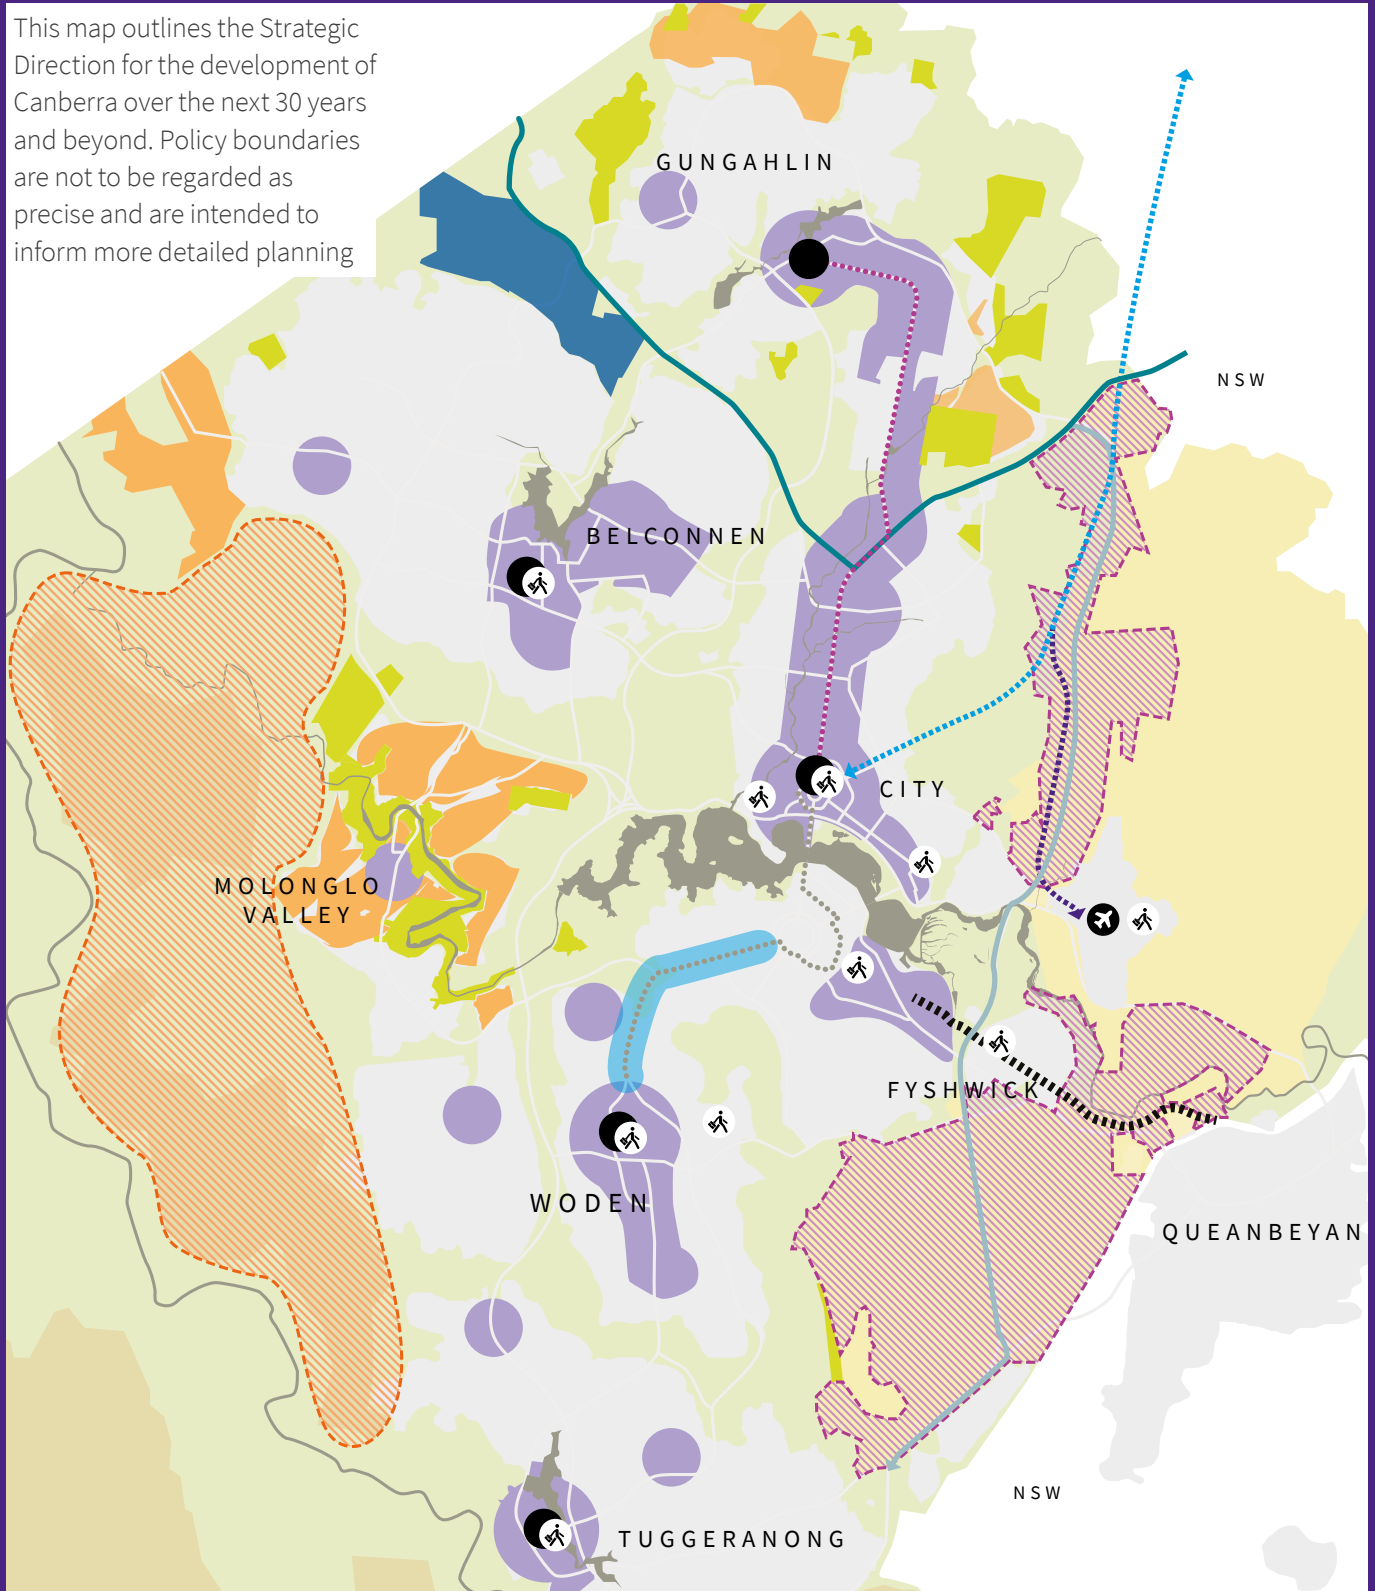 This map outlines the Strategic
Direction for the development of
Canberra over the next 30 years
and beyond. Policy boundaries
are not to be regarded as
precise and are intended to
inform more detailed planning
GUNGAHLIN
NSW
BELCONNEN
CITY
MOLONGLO
VALLEY
FYSHWICK
WODEN
QUEANBEYAN
NSW
TUGGERANONG